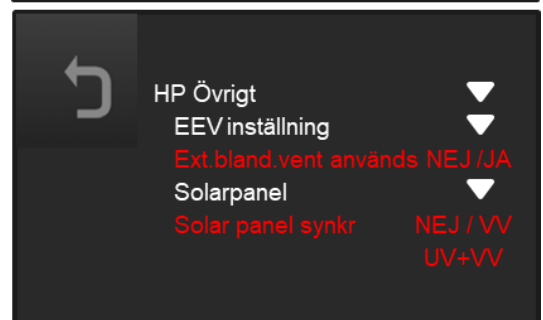 HP Övrigt
EEV inställning
Ext.bland.vent används NEJ /JA
Solarpanel
Solar panel synkr NEJ / VV
UV+VV